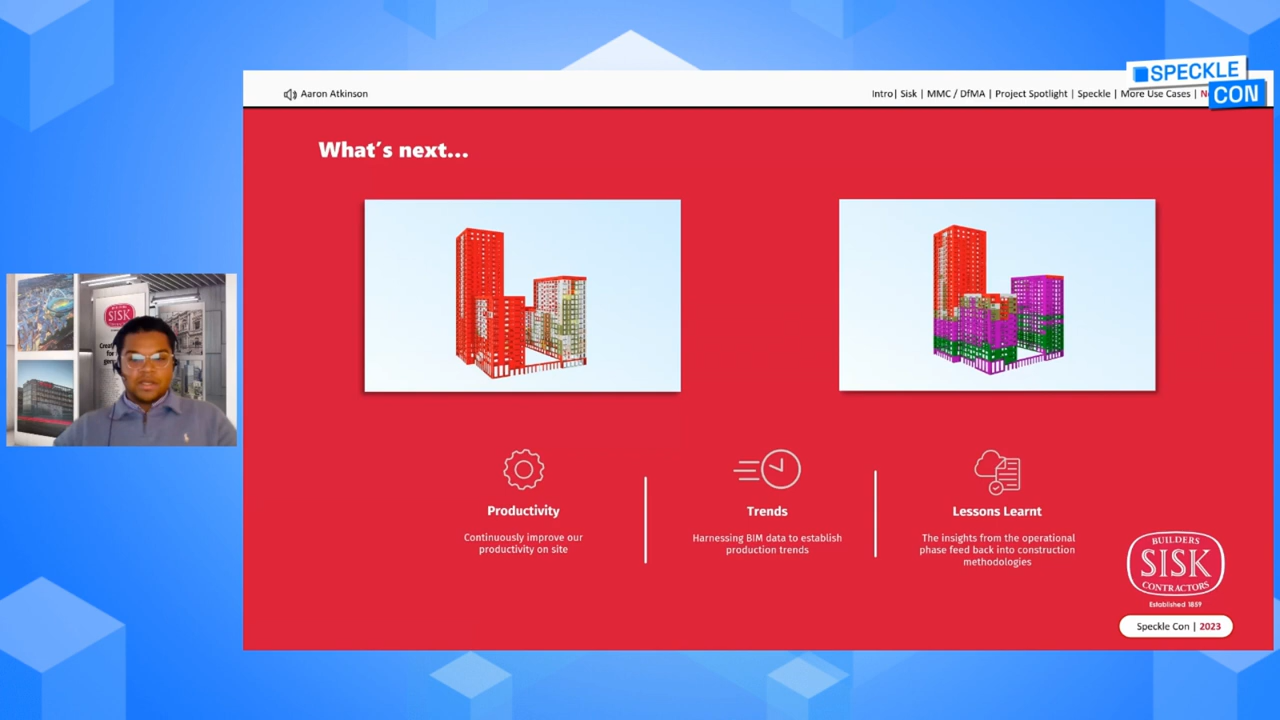 SPECKLE
CON
Aaron Atkinson
Intro| Sisk | MMC / DfMA | Project Spotlight | Speckle | More Use Cases |
What's next...
SISK
Productivity
Continuously improve our
productivity on site
Trends
Harnessing BIM data to establish
production trends
Lessons Learnt
The insights from the operational
phase feed back into construction
methodologies
BUILDERS
SISK
CONTRACTORS
Established 1859
Speckle Con | 2023